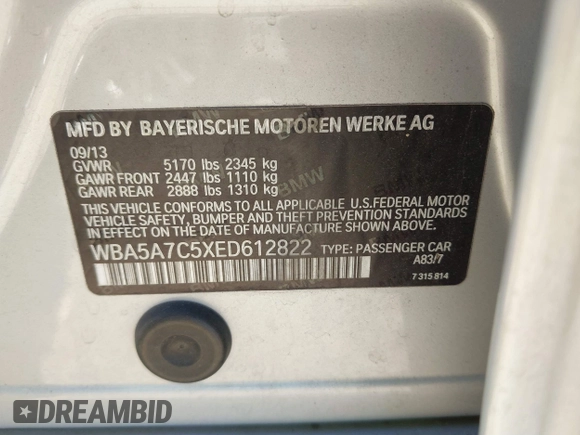 MFD BY BAYERISCHE MOTOREN WERKE AG
09/13
GVWR 5170 lbs 2345 kg
GAWR FRONT 2447 lbs 1110 kg
GAWR REAR 2888 lbs 1310 kg
THIS VEHICLE CONFORMS TO ALL APPLICABLE U.S.FEDERAL MOTOR
VEHICLE SAFETY, BUMPER AND THEFT PREVENTION STANDARDS
IN EFFECT ON THE DATE OF MANUFACTURE SHOWN ABOVE.
WBA5A7C5XED612822 TYPE: PASSENGER CAR
A83/7
7 315 814
BMW
DREAMBID